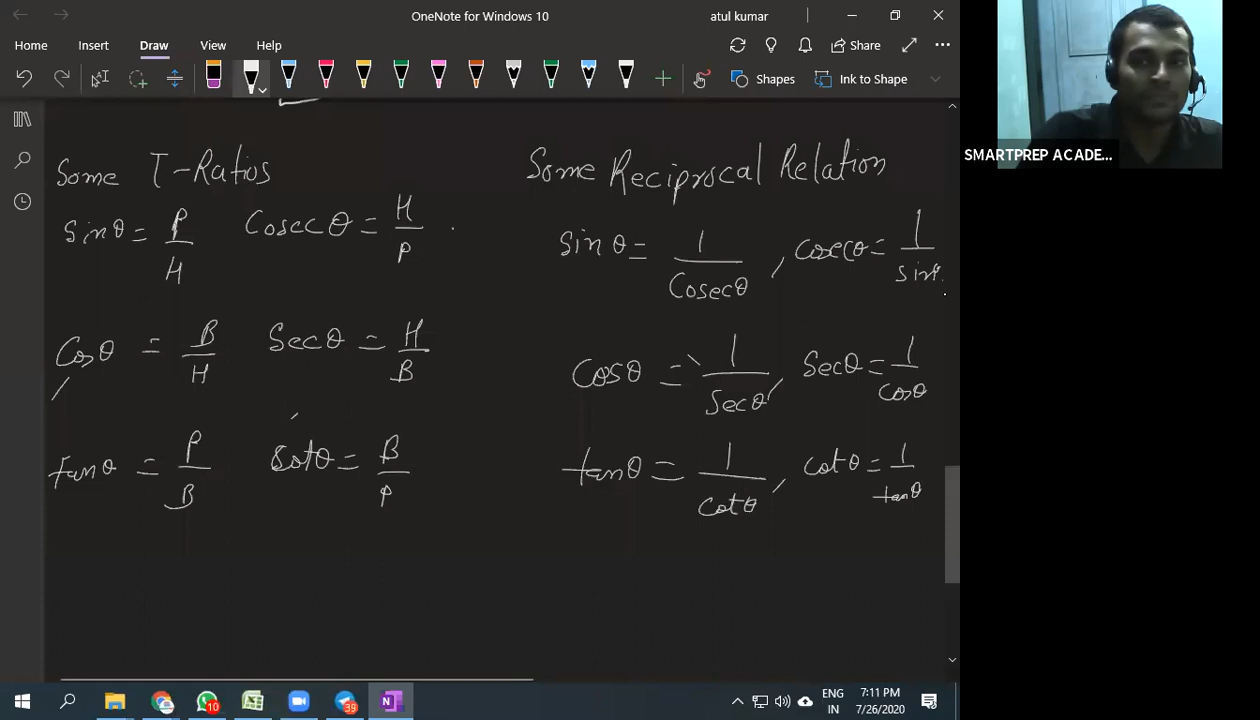 OneNote for Windows 10
atul kumar
Home Insert Draw View Help
Share
Shapes Ink to Shape
SMARTPREP ACADE...
Some T-Ratios
Sinθ = P/H Cosecθ = H/P
Cosθ = B/H Secθ = H/B
tanθ = P/B Cotθ = B/P
Some Reciprocal Relation
Sinθ = 1/Cosecθ , cosecθ = 1/sinθ
Cosθ = 1/Secθ , Secθ = 1/Cosθ
tanθ = 1/cotθ , cotθ = 1/tanθ
10
39
N
ENG
IN
7:11 PM
7/26/2020